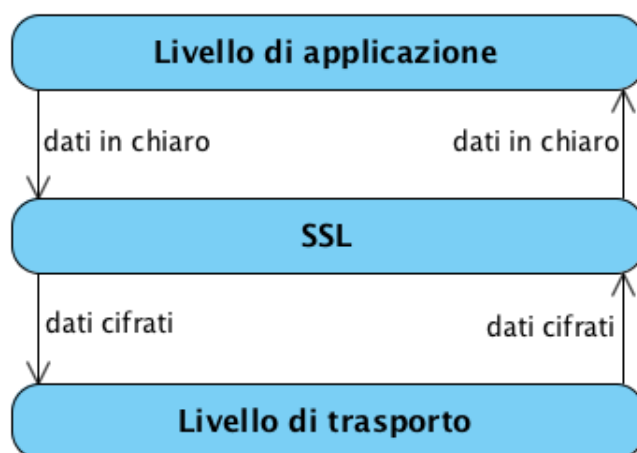 Livello di applicazione
dati in chiaro
dati in chiaro
SSL
dati cifrati
dati cifrati
Livello di trasporto